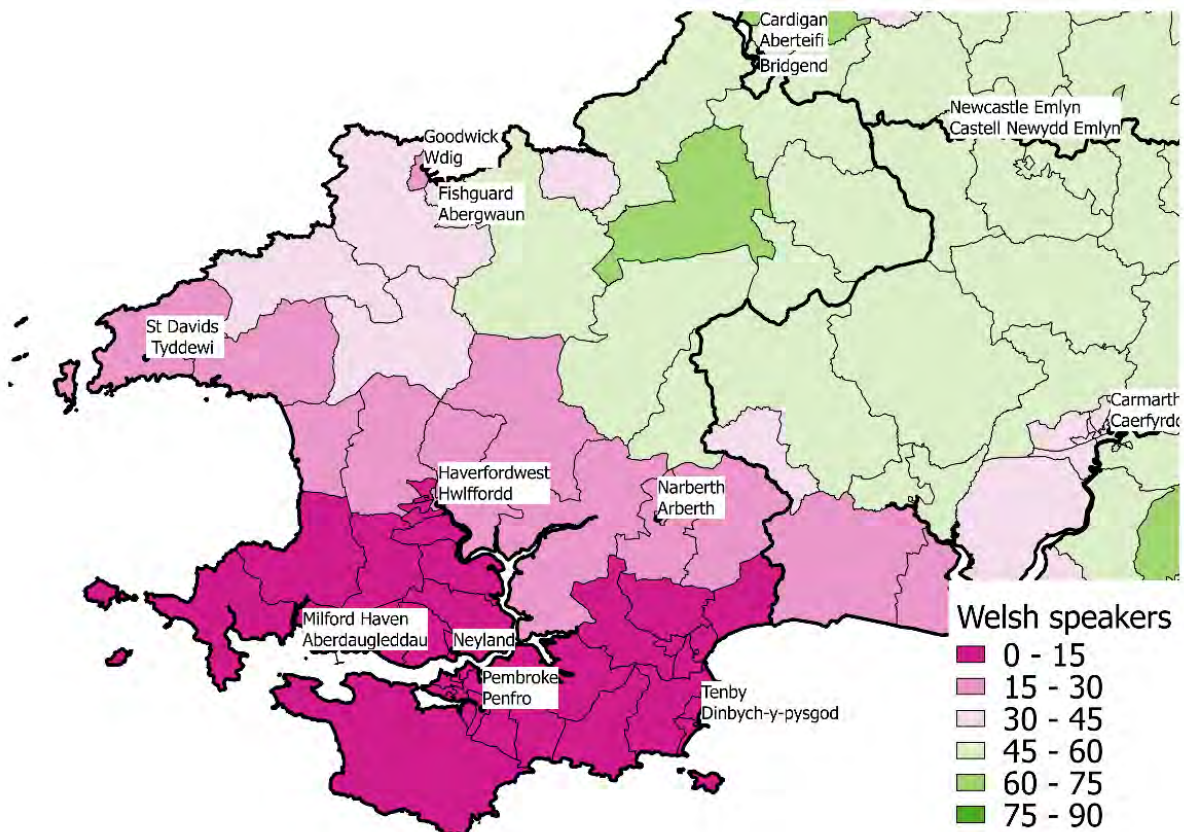 Cardigan
Aberteifi
Bridgend
Newcastle Emlyn
Castell Newydd Emlyn
Goodwick
Wdig
Fishguard
Abergwaun
St Davids
Tyddewi
Carmarth
Caerfyrdd
Haverfordwest
Hwlffordd
Narberth
Arberth
Milford Haven
Aberdaugleddau
Neyland
Pembroke
Penfro
Tenby
Dinbych-y-pysgod
Welsh speakers
0 - 15
15 - 30
30 - 45
45 - 60
60 - 75
75 - 90